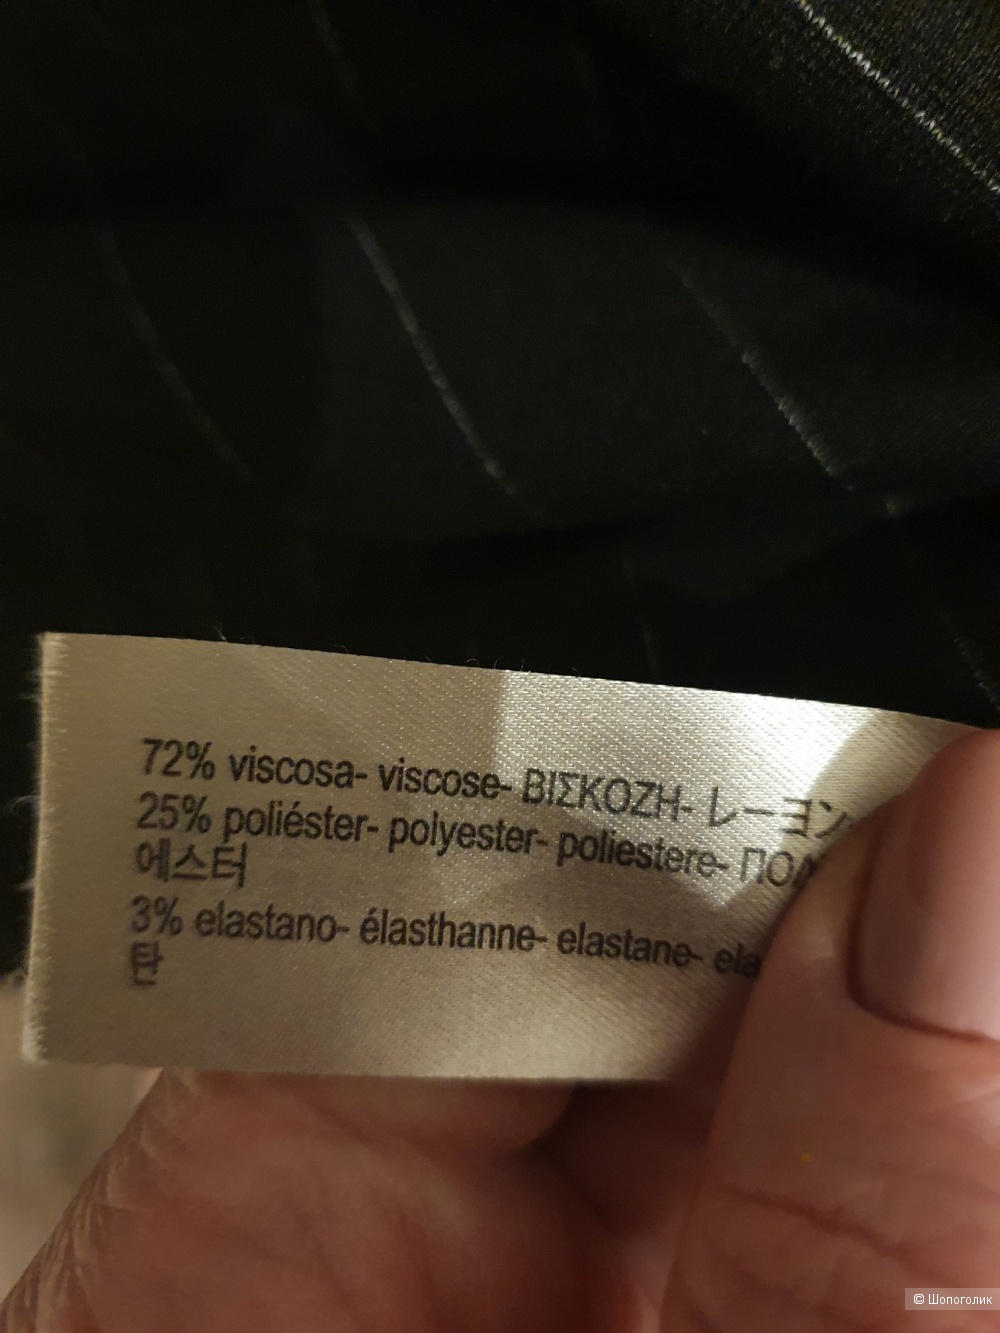 72% viscosa- viscose- ΒΙΣΚΟΖΗ- レーヨン
25% poliéster- polyester- poliestere- ΠΟΛ
에스터
3% elastano- élasthanne- elastane- ela
탄
© Шопоголик